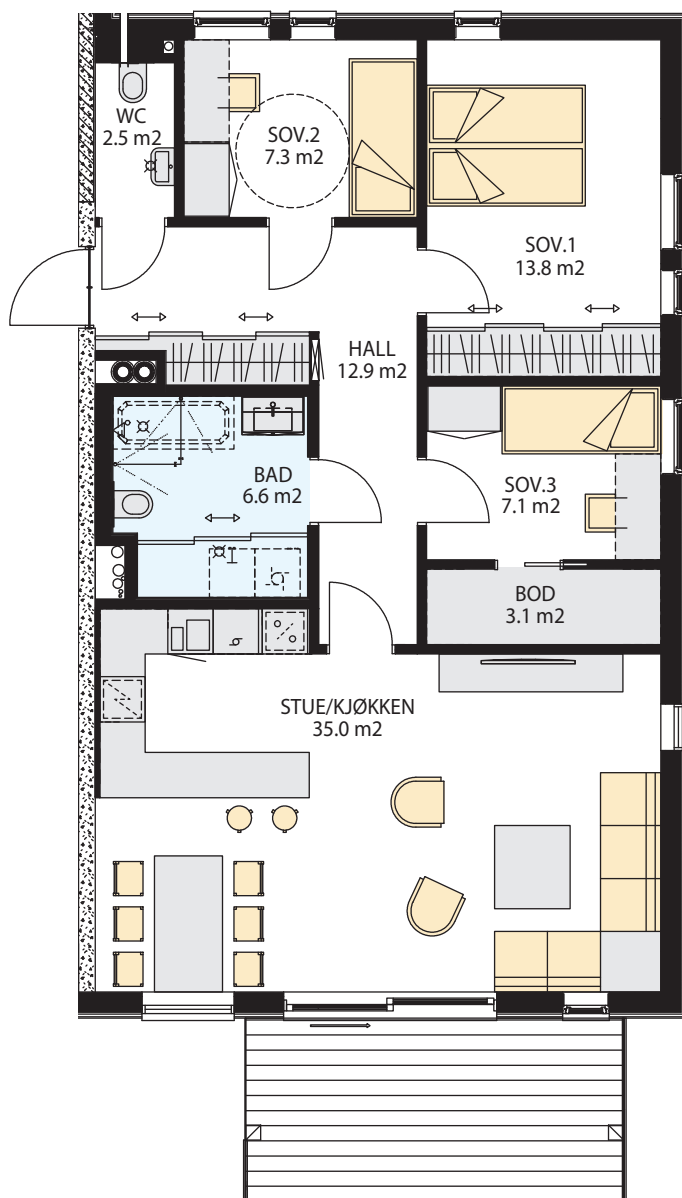 WC
2.5 m2
SOV.2
7.3 m2
SOV.1
13.8 m2
HALL
12.9 m2
BAD
6.6 m2
SOV.3
7.1 m2
BOD
3.1 m2
STUE/KJØKKEN
35.0 m2